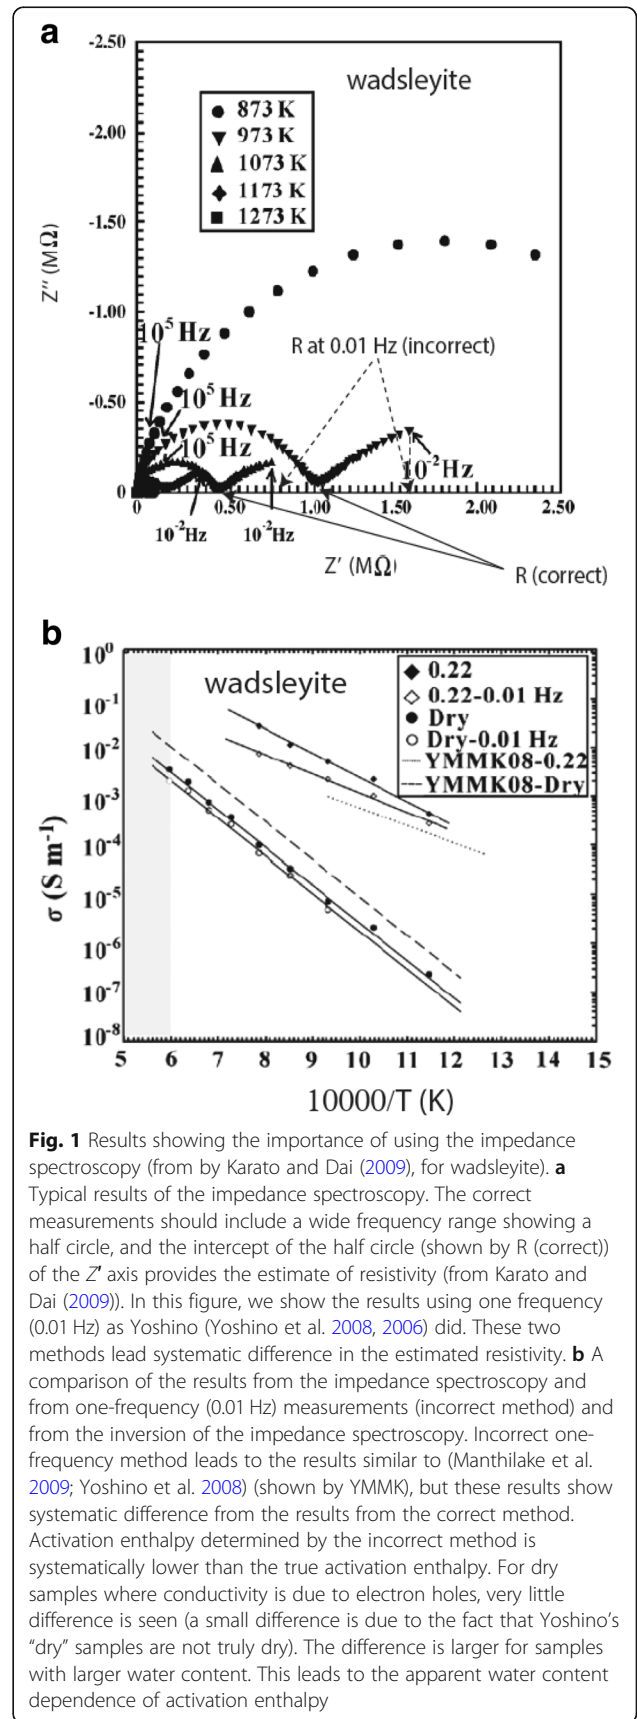 a
-2.50
-2.00
-1.50
-1.00
-0.50
0
Z″ (MΩ)
wadsleyite
873 K
973 K
1073 K
1173 K
1273 K
10⁵ Hz
10⁵ Hz
10⁵ Hz
R at 0.01 Hz (incorrect)
10⁻²Hz
0 0.50 1.00 1.50 2.00 2.50
10⁻²Hz 10⁻²Hz
Z′ (MΩ)
R (correct)
b
10⁰
10⁻¹
10⁻²
10⁻³
10⁻⁴
10⁻⁵
10⁻⁶
10⁻⁷
10⁻⁸
σ (S m⁻¹)
wadsleyite
0.22
0.22-0.01 Hz
Dry
Dry-0.01 Hz
YMMK08-0.22
YMMK08-Dry
5 6 7 8 9 10 11 12 13 14 15
10000/T (K)
Fig. 1 Results showing the importance of using the impedance
spectroscopy (from by Karato and Dai (2009), for wadsleyite). a
Typical results of the impedance spectroscopy. The correct
measurements should include a wide frequency range showing a
half circle, and the intercept of the half circle (shown by R (correct))
of the Z′ axis provides the estimate of resistivity (from Karato and
Dai (2009)). In this figure, we show the results using one frequency
(0.01 Hz) as Yoshino (Yoshino et al. 2008, 2006) did. These two
methods lead systematic difference in the estimated resistivity. b A
comparison of the results from the impedance spectroscopy and
from one-frequency (0.01 Hz) measurements (incorrect method) and
from the inversion of the impedance spectroscopy. Incorrect one-
frequency method leads to the results similar to (Manthilake et al.
2009; Yoshino et al. 2008) (shown by YMMK), but these results show
systematic difference from the results from the correct method.
Activation enthalpy determined by the incorrect method is
systematically lower than the true activation enthalpy. For dry
samples where conductivity is due to electron holes, very little
difference is seen (a small difference is due to the fact that Yoshino's
“dry” samples are not truly dry). The difference is larger for samples
with larger water content. This leads to the apparent water content
dependence of activation enthalpy